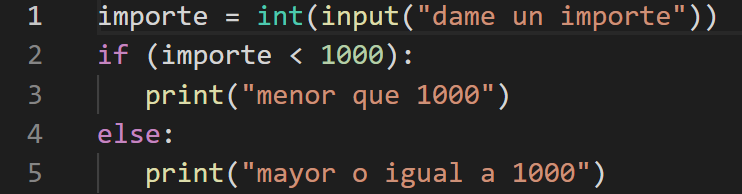 1 importe = int(input("dame un importe"))
2 if (importe < 1000):
3 print("menor que 1000")
4 else:
5 print("mayor o igual a 1000")